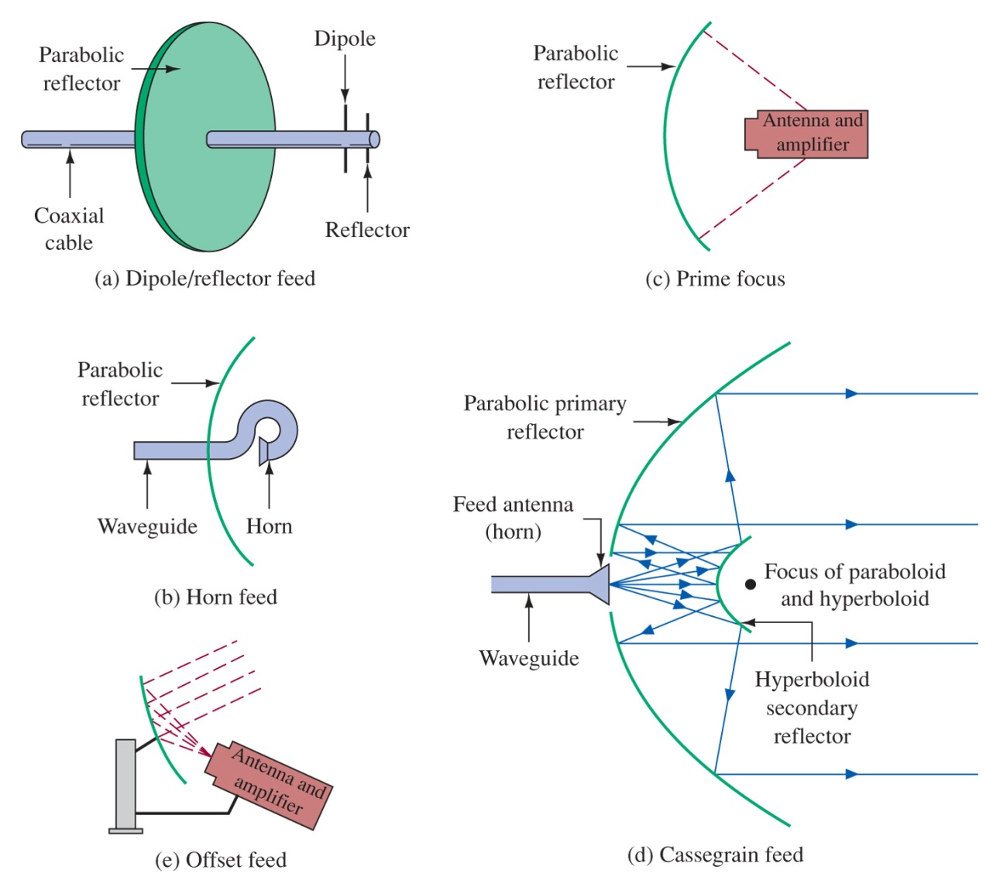 Parabolic
reflector
Dipole
Coaxial
cable
Reflector
(a) Dipole/reflector feed
Parabolic
reflector
Antenna and
amplifier
(c) Prime focus
Parabolic
reflector
Waveguide
Horn
(b) Horn feed
Parabolic primary
reflector
Feed antenna
(horn)
Waveguide
Focus of paraboloid
and hyperboloid
Hyperboloid
secondary
reflector
(d) Cassegrain feed
Antenna and
amplifier
(e) Offset feed